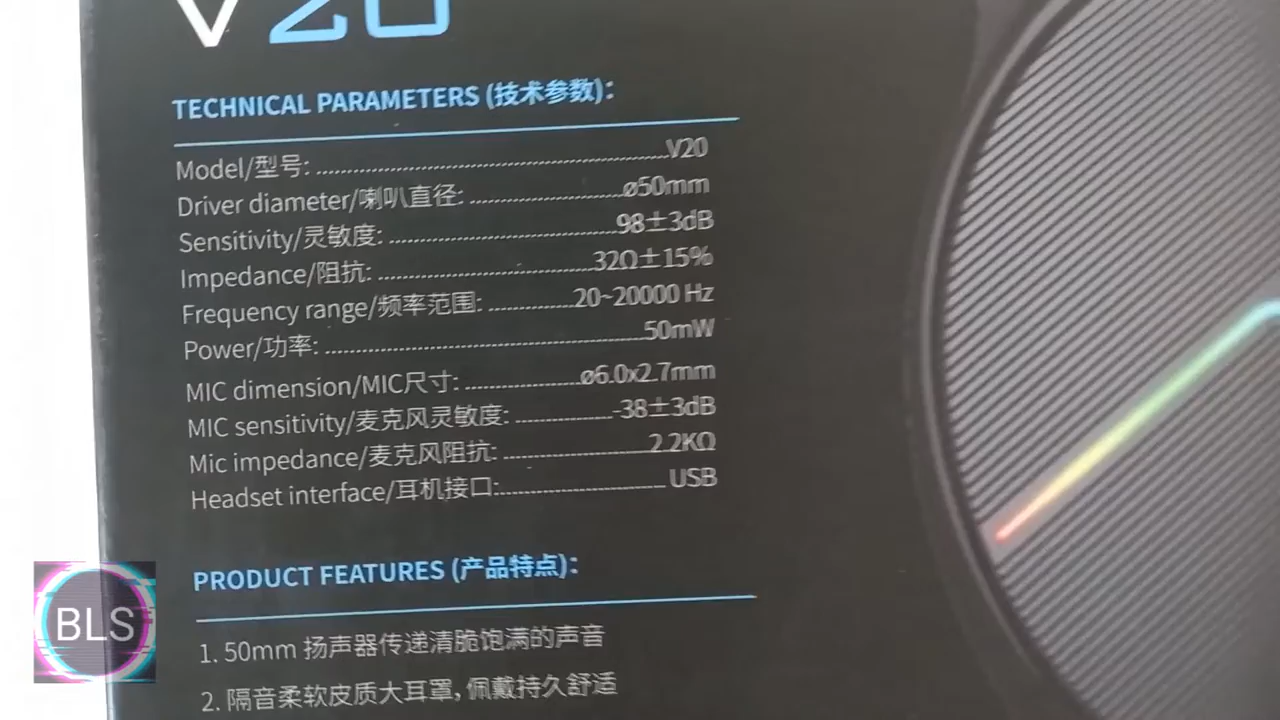 V20
TECHNICAL PARAMETERS (技术参数):
Model/型号: ........ V20
Driver diameter/喇叭直径: ........ ø50mm
Sensitivity/灵敏度: ........ 98±3dB
Impedance/阻抗: ........ 32Ω±15%
Frequency range/频率范围: ........ 20~20000 Hz
Power/功率: ........ 50mW
MIC dimension/MIC尺寸: ........ ø6.0x2.7mm
MIC sensitivity/麦克风灵敏度: ........ -38±3dB
Mic impedance/麦克风阻抗: ........ 2.2KΩ
Headset interface/耳机接口: ........ USB
PRODUCT FEATURES (产品特点):
1. 50mm 扬声器传递清脆饱满的声音
2. 隔音柔软皮质大耳罩, 佩戴持久舒适
BLS